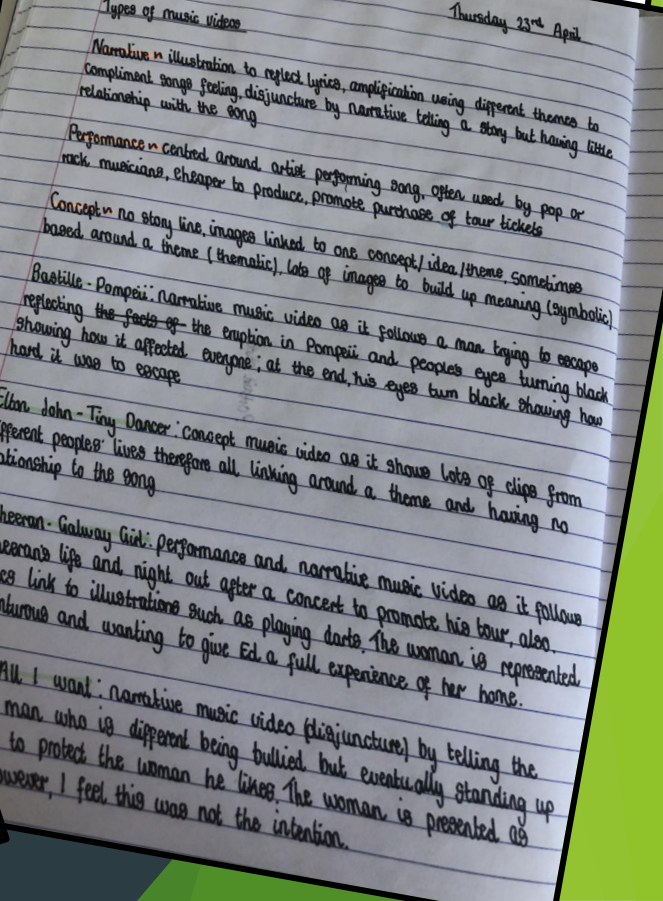 Types of music videos
Thursday 23rd April
Narrative ~ illustration to reflect lyrics, amplification using different themes to
compliment songs feeling, disjuncture by narrative telling a story but having little
relationship with the song
Performance ~ centred around artist performing song, often used by pop or
rock musicians, cheaper to produce, promote purchase of tour tickets
Concept ~ no story line, images linked to one concept/idea/theme, sometimes
based around a theme (thematic), lots of images to build up meaning (symbolic)
Bastille - Pompeii: narrative music video as it follows a man trying to escape
reflecting the facts of the eruption in Pompeii and people's eyes turning black
showing how it affected everyone; at the end, his eyes turn black showing how
hard it was to escape
Elton John - Tiny Dancer: concept music video as it shows lots of clips from
fferent peoples' lives therefore all linking around a theme and having no
ationship to the song
heeran - Galway Girl: performance and narrative music video as it follows
eeran's life and night out after a concert to promote his tour, also.
cs link to illustrations such as playing darts. The woman is represented
nturous and wanting to give Ed a full experience of her home.
All I want: narrative music video (disjuncture) by telling the
man who is different being bullied but eventually standing up
to protect the woman he likes. The woman is presented as
owever, I feel this was not the intention.